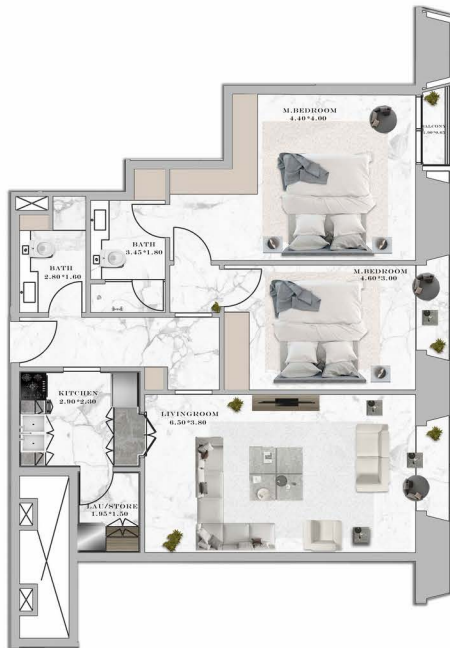 M.BEDROOM
4.40*4.00
BALCONY
BATH
3.45*1.80
BATH
2.80*1.60
M.BEDROOM
4.60*3.00
KITCHEN
2.90*2.30
LIVINGROOM
6.50*3.80
LAU/STORE
1.95*1.50